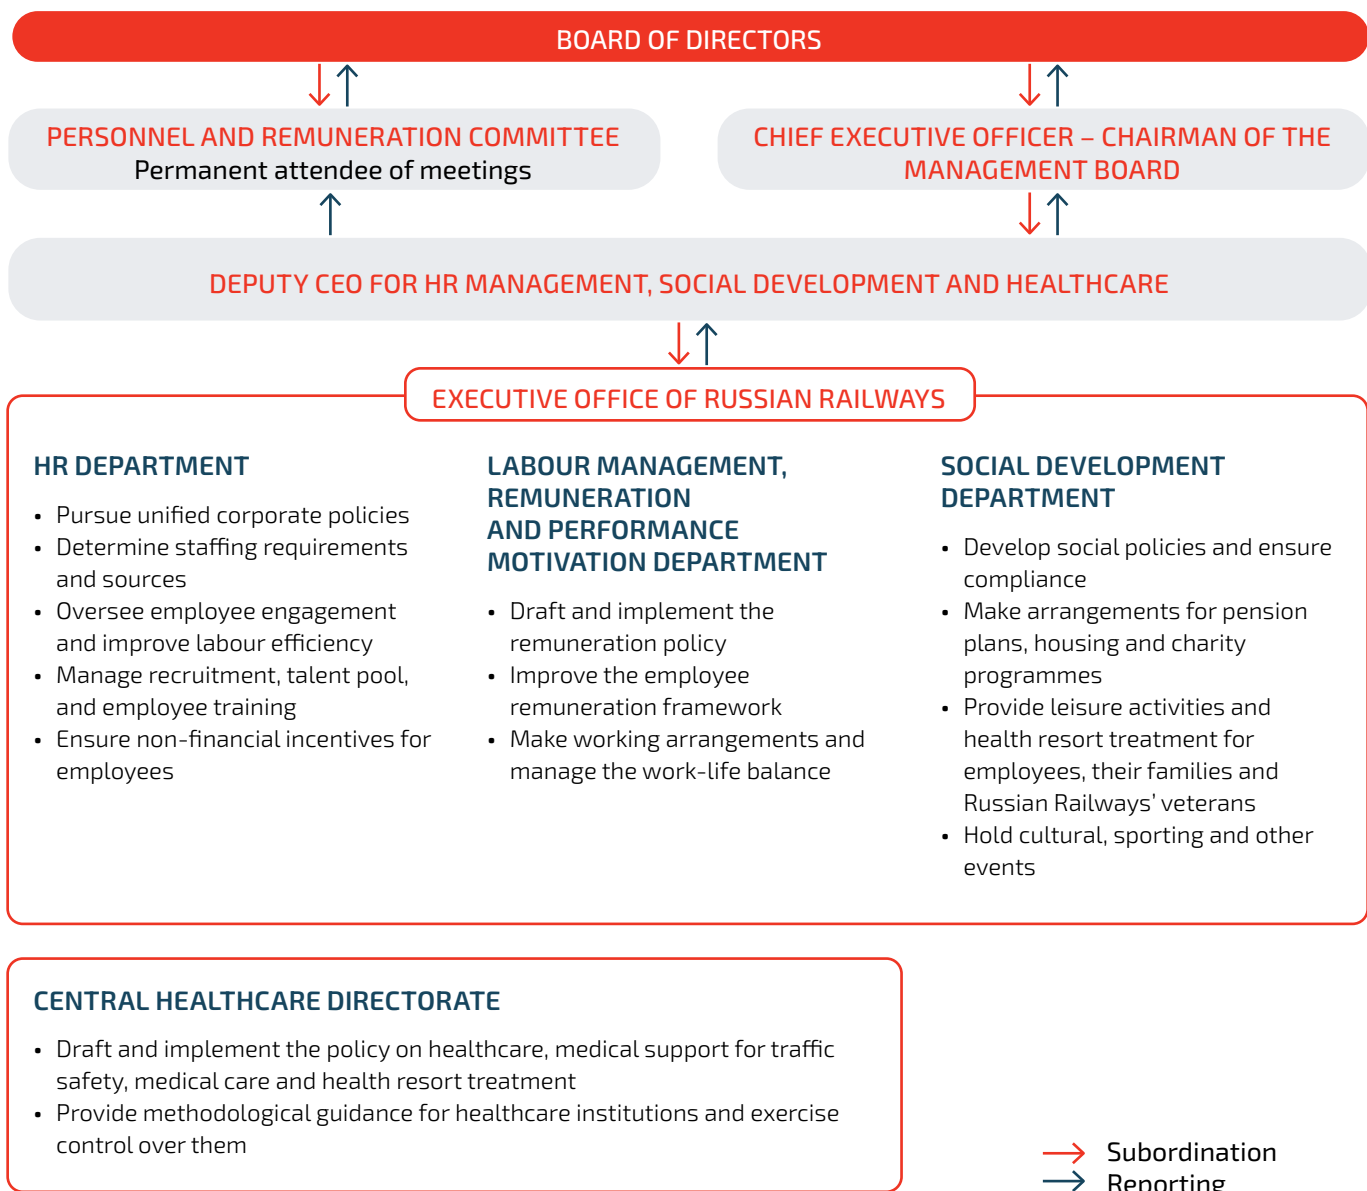 BOARD OF DIRECTORS
PERSONNEL AND REMUNERATION COMMITTEE
Permanent attendee of meetings
CHIEF EXECUTIVE OFFICER – CHAIRMAN OF THE
MANAGEMENT BOARD
DEPUTY CEO FOR HR MANAGEMENT, SOCIAL DEVELOPMENT AND HEALTHCARE
EXECUTIVE OFFICE OF RUSSIAN RAILWAYS
HR DEPARTMENT
• Pursue unified corporate policies
• Determine staffing requirements
and sources
• Oversee employee engagement
and improve labour efficiency
• Manage recruitment, talent pool,
and employee training
• Ensure non-financial incentives for
employees
LABOUR MANAGEMENT,
REMUNERATION
AND PERFORMANCE
MOTIVATION DEPARTMENT
• Draft and implement the
remuneration policy
• Improve the employee
remuneration framework
• Make working arrangements and
manage the work-life balance
SOCIAL DEVELOPMENT
DEPARTMENT
• Develop social policies and ensure
compliance
• Make arrangements for pension
plans, housing and charity
programmes
• Provide leisure activities and
health resort treatment for
employees, their families and
Russian Railways’ veterans
• Hold cultural, sporting and other
events
CENTRAL HEALTHCARE DIRECTORATE
• Draft and implement the policy on healthcare, medical support for traffic
safety, medical care and health resort treatment
• Provide methodological guidance for healthcare institutions and exercise
control over them
Subordination
Reporting